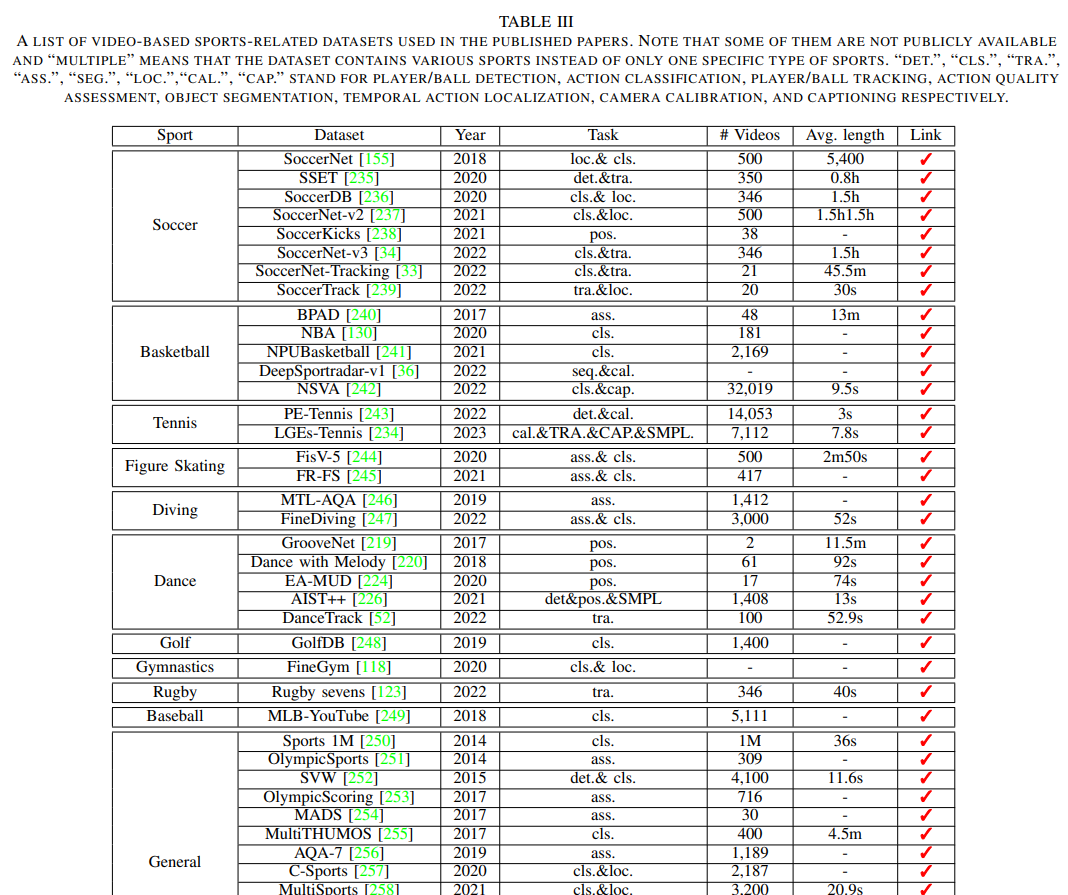 TABLE III
A LIST OF VIDEO-BASED SPORTS-RELATED DATASETS USED IN THE PUBLISHED PAPERS. NOTE THAT SOME OF THEM ARE NOT PUBLICLY AVAILABLE
AND “MULTIPLE” MEANS THAT THE DATASET CONTAINS VARIOUS SPORTS INSTEAD OF ONLY ONE SPECIFIC TYPE OF SPORTS. “DET.”, “CLS.”, “TRA.”,
“ASS.”, “SEG.”, “LOC.”,“CAL.”, “CAP.” STAND FOR PLAYER/BALL DETECTION, ACTION CLASSIFICATION, PLAYER/BALL TRACKING, ACTION QUALITY
ASSESSMENT, OBJECT SEGMENTATION, TEMPORAL ACTION LOCALIZATION, CAMERA CALIBRATION, AND CAPTIONING RESPECTIVELY.
Sport Dataset Year Task # Videos Avg. length Link
SoccerNet [155] 2018 loc.& cls. 500 5,400 ✓
SSET [235] 2020 det.&tra. 350 0.8h ✓
SoccerDB [236] 2020 cls.& loc. 346 1.5h ✓
SoccerNet-v2 [237] 2021 cls.&loc. 500 1.5h1.5h ✓
Soccer
SoccerKicks [238] 2021 pos. 38 - ✓
SoccerNet-v3 [34] 2022 cls.&tra. 346 1.5h ✓
SoccerNet-Tracking [33] 2022 cls.&tra. 21 45.5m ✓
SoccerTrack [239] 2022 tra.&loc. 20 30s ✓
BPAD [240] 2017 ass. 48 13m ✓
NBA [130] 2020 cls. 181 - ✓
Basketball NPUBasketball [241] 2021 cls. 2,169 - ✓
DeepSportradar-v1 [36] 2022 seq.&cal. - - ✓
NSVA [242] 2022 cls.&cap. 32,019 9.5s ✓
Tennis
PE-Tennis [243] 2022 det.&cal. 14,053 3s ✓
LGEs-Tennis [234] 2023 cal.&TRA.&CAP.&SMPL. 7,112 7.8s ✓
Figure Skating
FisV-5 [244] 2020 ass.& cls. 500 2m50s ✓
FR-FS [245] 2021 ass.& cls. 417 - ✓
Diving
MTL-AQA [246] 2019 ass. 1,412 - ✓
FineDiving [247] 2022 ass.& cls. 3,000 52s ✓
GrooveNet [219] 2017 pos. 2 11.5m ✓
Dance with Melody [220] 2018 pos. 61 92s ✓
Dance EA-MUD [224] 2020 pos. 17 74s ✓
AIST++ [226] 2021 det&pos.&SMPL 1,408 13s ✓
DanceTrack [52] 2022 tra. 100 52.9s ✓
Golf GolfDB [248] 2019 cls. 1,400 - ✓
Gymnastics FineGym [118] 2020 cls.& loc. - - ✓
Rugby Rugby sevens [123] 2022 tra. 346 40s ✓
Baseball MLB-YouTube [249] 2018 cls. 5,111 - ✓
Sports 1M [250] 2014 cls. 1M 36s ✓
OlympicSports [251] 2014 ass. 309 - ✓
SVW [252] 2015 det.& cls. 4,100 11.6s ✓
OlympicScoring [253] 2017 ass. 716 - ✓
MADS [254] 2017 ass. 30 - ✓
MultiTHUMOS [255] 2017 cls. 400 4.5m ✓
AQA-7 [256] 2019 ass. 1,189 - ✓
General
C-Sports [257] 2020 cls.&loc. 2,187 - ✓
MultiSports [258] 2021 cls.&loc. 3,200 20.9s ✓